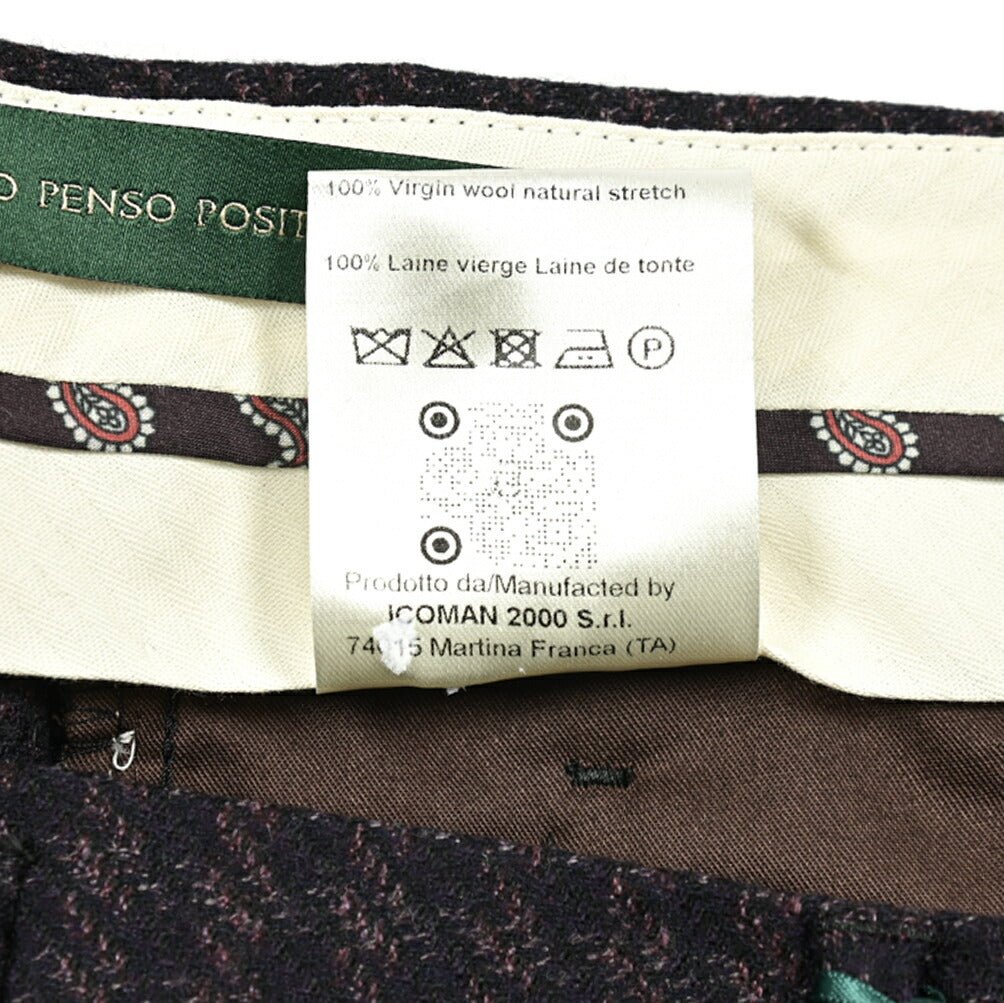 O PENSO POSIT
100% Virgin wool natural stretch
100% Laine vierge Laine de tonte
P
Prodotto da/Manufacted by
ICOMAN 2000 S.r.l.
74015 Martina Franca (TA)